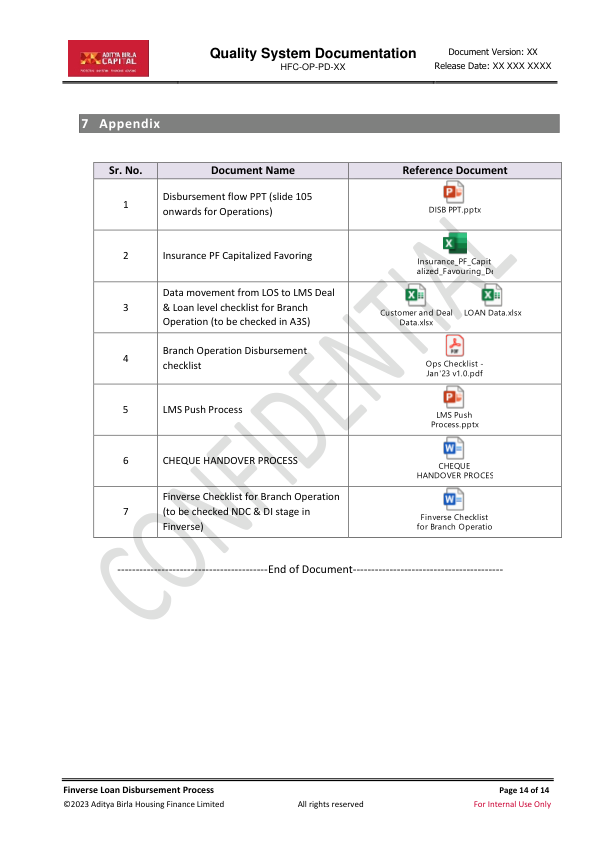 ADITYA BIRLA
CAPITAL
Quality System Documentation
HFC-OP-PD-XX
Document Version: XX
Release Date: XX XXX XXXX
7 Appendix
Sr. No. Document Name Reference Document
1 Disbursement flow PPT (slide 105
onwards for Operations)
DISB PPT.pptx
2 Insurance PF Capitalized Favoring
Insurance_PF_Capit
alized_Favouring_De
3 Data movement from LOS to LMS Deal
& Loan level checklist for Branch
Operation (to be checked in A3S)
Customer and Deal
Data.xlsx
LOAN Data.xlsx
4 Branch Operation Disbursement
checklist
Ops Checklist -
Jan'23 v1.0.pdf
5 LMS Push Process
LMS Push
Process.pptx
6 CHEQUE HANDOVER PROCESS
CHEQUE
HANDOVER PROCES
7 Finverse Checklist for Branch Operation
(to be checked NDC & DI stage in
Finverse)
Finverse Checklist
for Branch Operatio
-----------------------------------------End of Document-----------------------------------------
CONFIDENTIAL
Finverse Loan Disbursement Process Page 14 of 14
©2023 Aditya Birla Housing Finance Limited All rights reserved For Internal Use Only